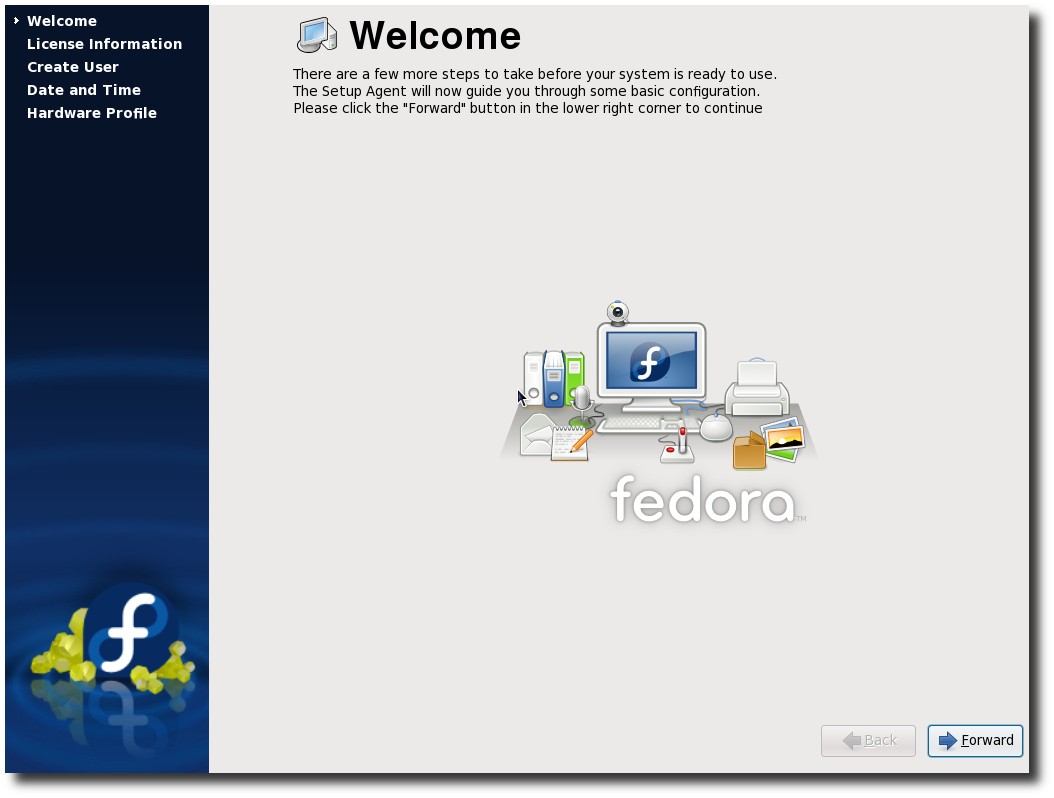 Welcome
License Information
Create User
Date and Time
Hardware Profile
Welcome
There are a few more steps to take before your system is ready to use.
The Setup Agent will now guide you through some basic configuration.
Please click the "Forward" button in the lower right corner to continue
fedora™
Back
Forward